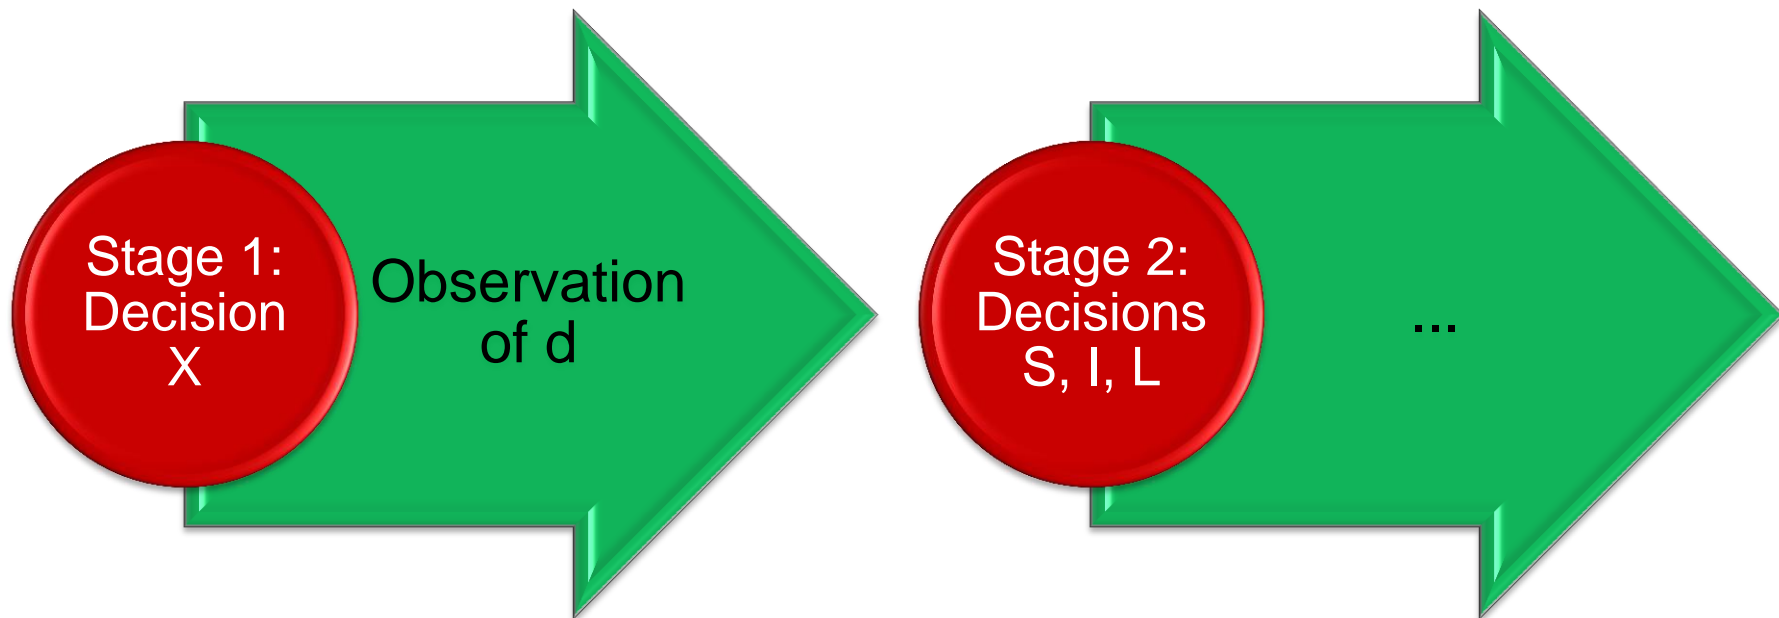 Stage 1:
Decision
X
Observation
of d
Stage 2:
Decisions
S, I, L
...